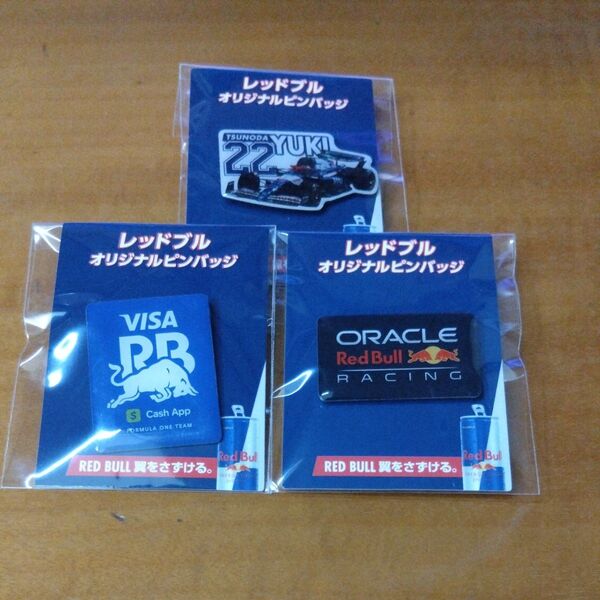 レッドブル
オリジナルピンバッジ
TSUNODA
22 YUKI
レッドブル
オリジナルピンバッジ
VISA
RB
Cash App
FORMULA ONE TEAM
RED BULL 翼をさずける。
Red Bull
レッドブル
オリジナルピンバッジ
ORACLE
Red Bull
RACING
RED BULL 翼をさずける。
Red Bull